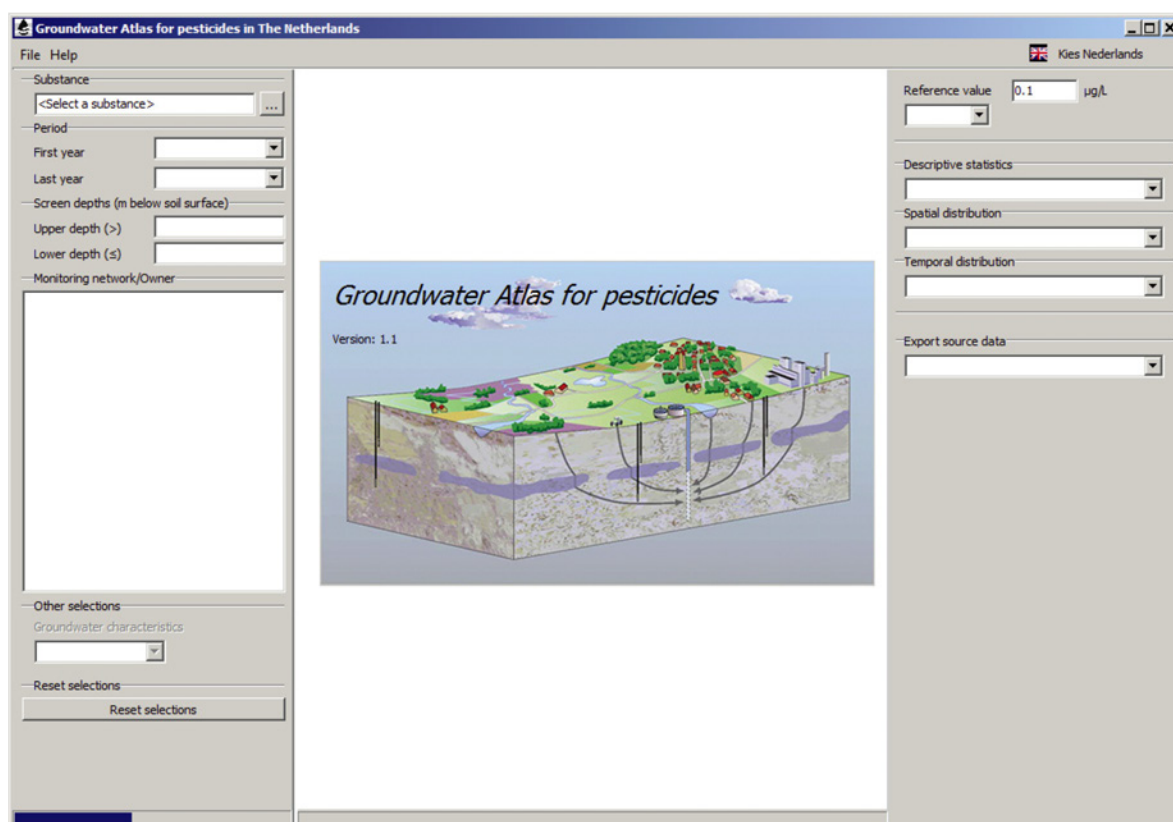 Groundwater Atlas for pesticides in The Netherlands
File Help
Kies Nederlands
Substance
<Select a substance>
...
Period
First year
Last year
Screen depths (m below soil surface)
Upper depth (>)
Lower depth (≤)
Monitoring network/Owner
Other selections
Groundwater characteristics
Reset selections
Reset selections
Groundwater Atlas for pesticides
Version: 1.1
Reference value 0.1 µg/L
Descriptive statistics
Spatial distribution
Temporal distribution
Export source data